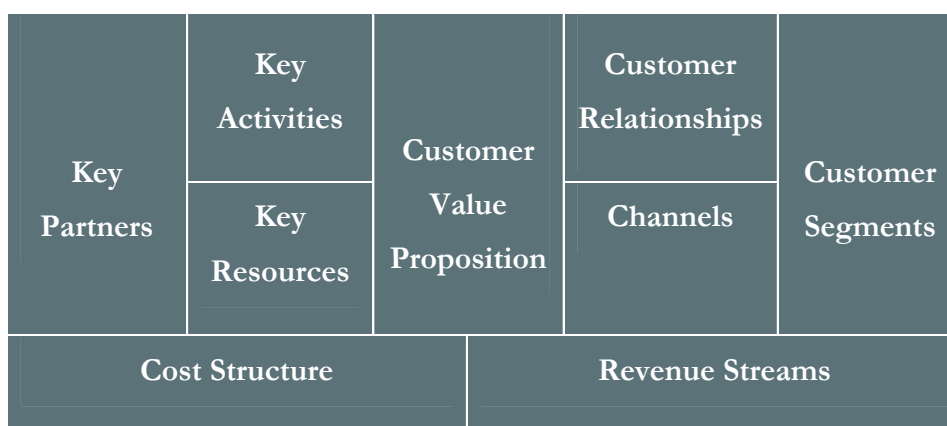 Key
Partners
Key
Activities
Key
Resources
Customer
Value
Proposition
Customer
Relationships
Channels
Customer
Segments
Cost Structure
Revenue Streams